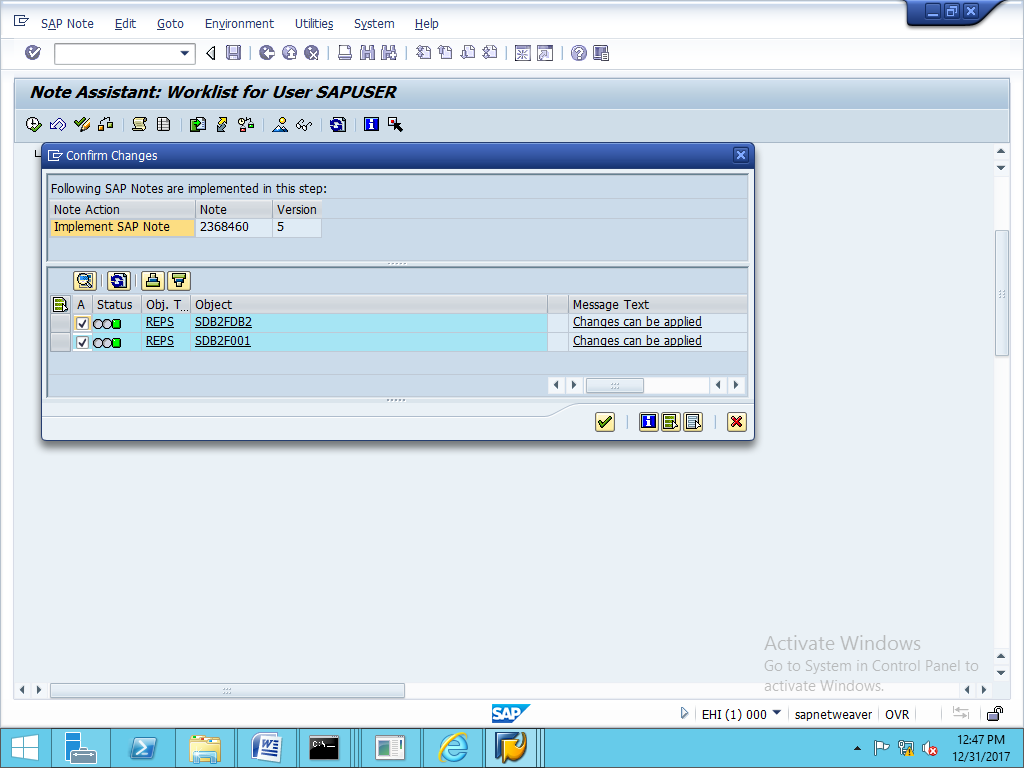 SAP Note Edit Goto Environment Utilities System Help
Note Assistant: Worklist for User SAPUSER
Confirm Changes
Following SAP Notes are implemented in this step:
Note Action Note Version
Implement SAP Note 2368460 5
A Status Obj. T... Object Message Text
REPS SDB2FDB2 Changes can be applied
REPS SDB2F001 Changes can be applied
Activate Windows
Go to System in Control Panel to
activate Windows.
SAP EHI (1) 000 sapnetweaver OVR
12:47 PM
12/31/2017